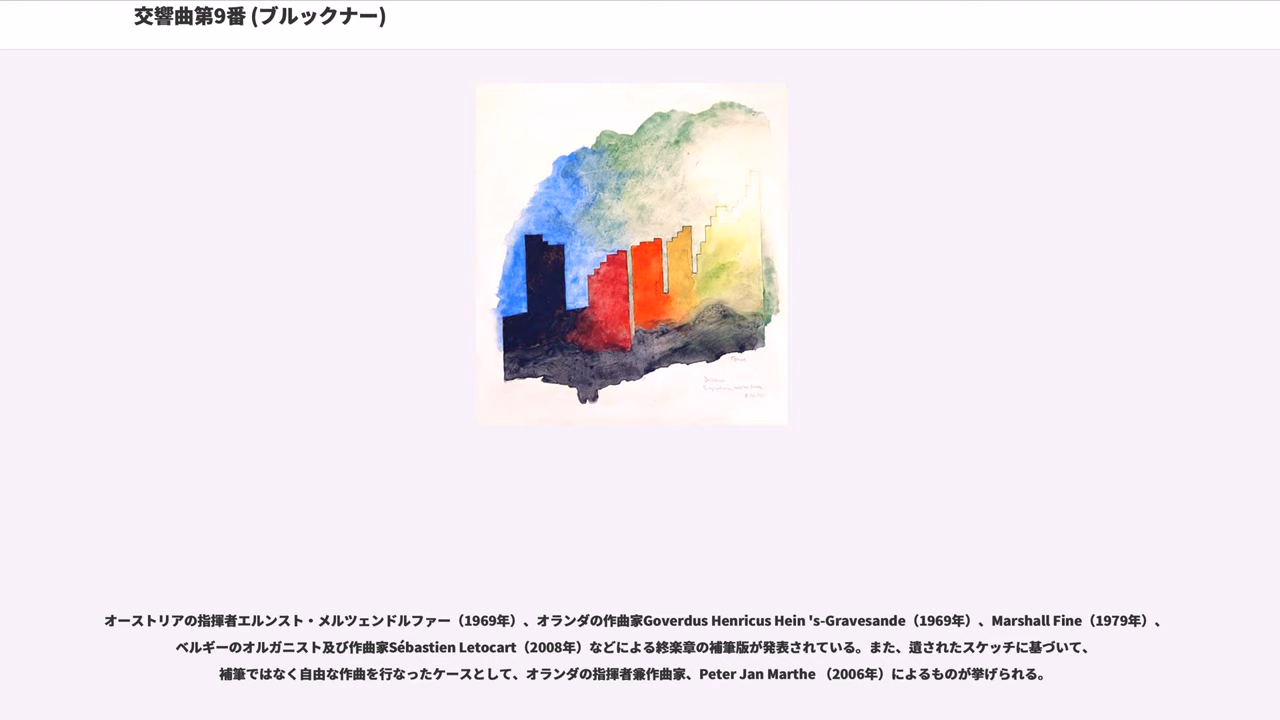 交響曲第9番 (ブルックナー)
オーストリアの指揮者エルンスト・メルツェンドルファー（1969年）、オランダの作曲家Goverdus Henricus Hein 's-Gravesande（1969年）、Marshall Fine（1979年）、
ベルギーのオルガニスト及び作曲家Sébastien Letocart（2008年）などによる終楽章の補筆版が発表されている。また、遺されたスケッチに基づいて、
補筆ではなく自由な作曲を行なったケースとして、オランダの指揮者兼作曲家、Peter Jan Marthe （2006年）によるものが挙げられる。